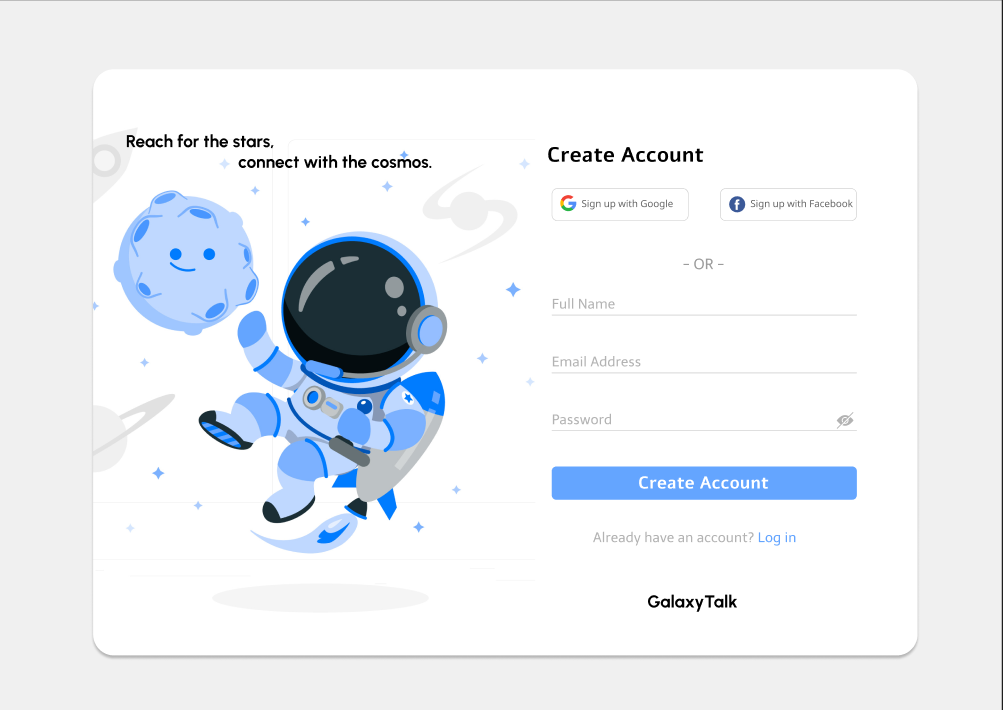 Reach for the stars,
connect with the cosmos.
Create Account
Sign up with Google
Sign up with Facebook
- OR -
Full Name
Email Address
Password
Create Account
Already have an account? Log in
GalaxyTalk